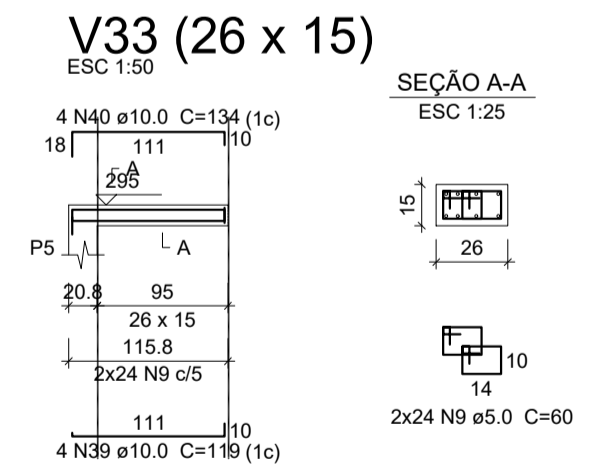 V33 (26 x 15)
ESC 1:50
4 N40 ø10.0 C=134 (1c)
18
111
10
A
295
A
P5
20.8
95
26 x 15
115.8
2x24 N9 c/5
111
10
4 N39 ø10.0 C=119 (1c)
SEÇÃO A-A
ESC 1:25
15
26
10
14
2x24 N9 ø5.0 C=60